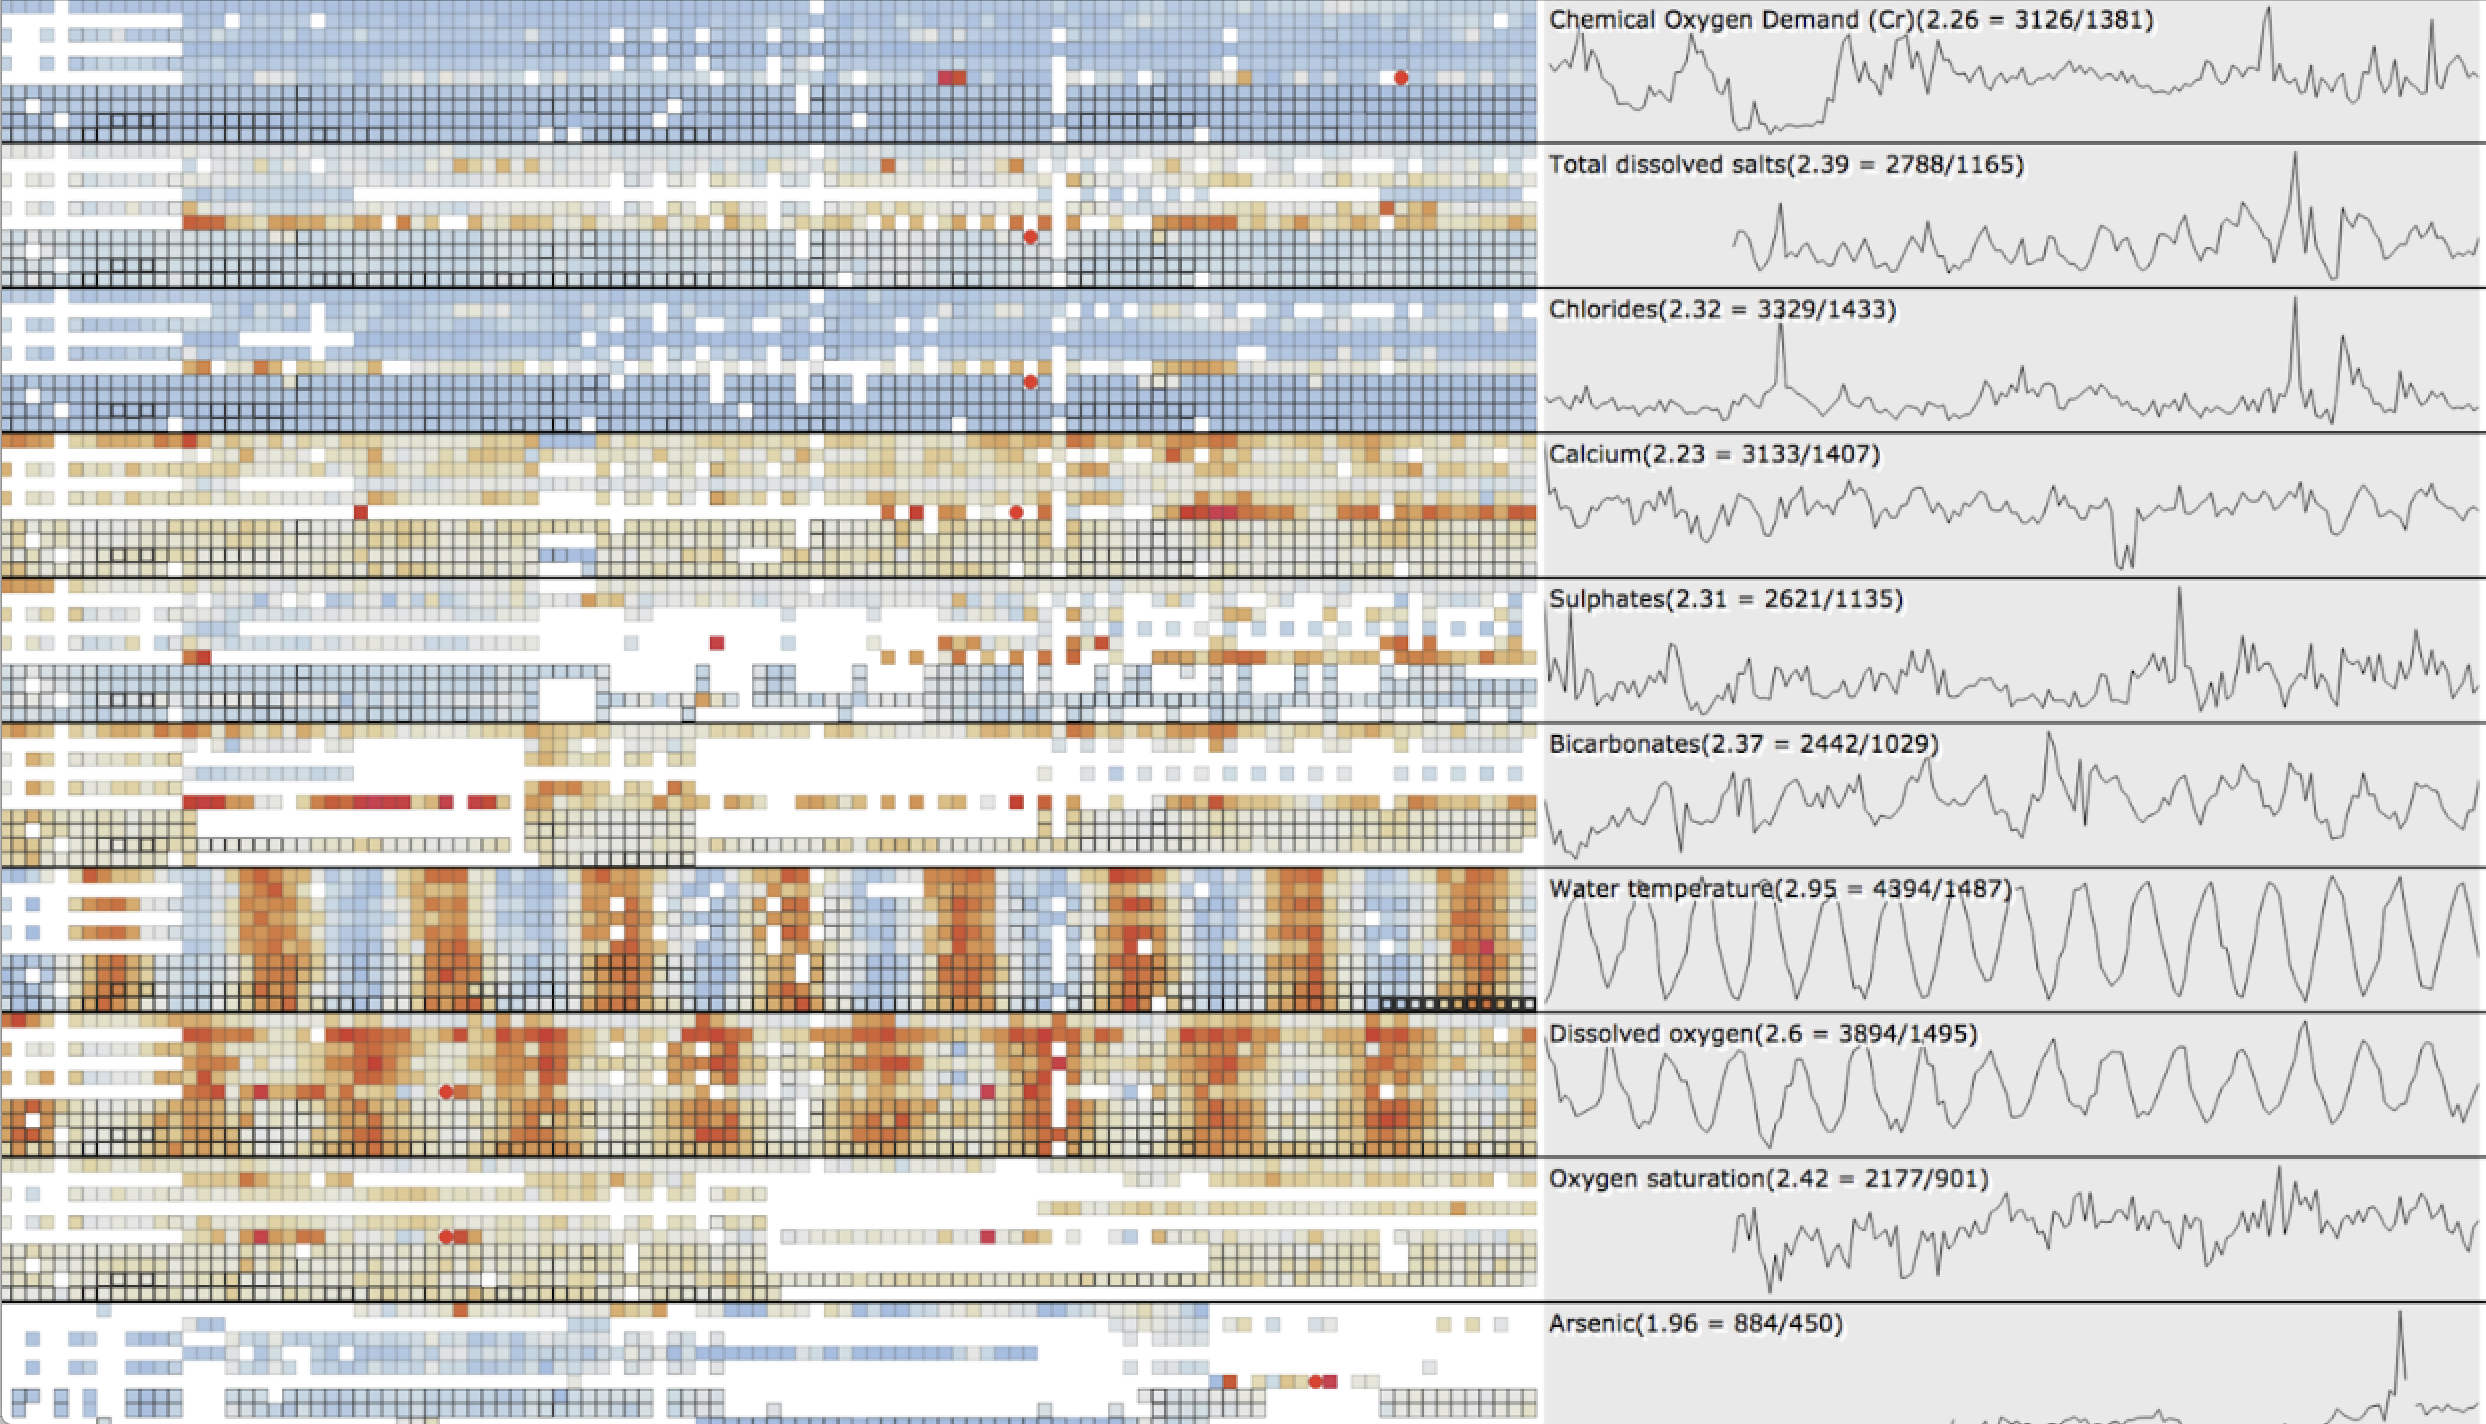 Chemical Oxygen Demand (Cr)(2.26 = 3126/1381)
Total dissolved salts(2.39 = 2788/1165)
Chlorides(2.32 = 3329/1433)
Calcium(2.23 = 3133/1407)
Sulphates(2.31 = 2621/1135)
Bicarbonates(2.37 = 2442/1029)
Water temperature(2.95 = 4394/1487)
Dissolved oxygen(2.6 = 3894/1495)
Oxygen saturation(2.42 = 2177/901)
Arsenic(1.96 = 884/450)